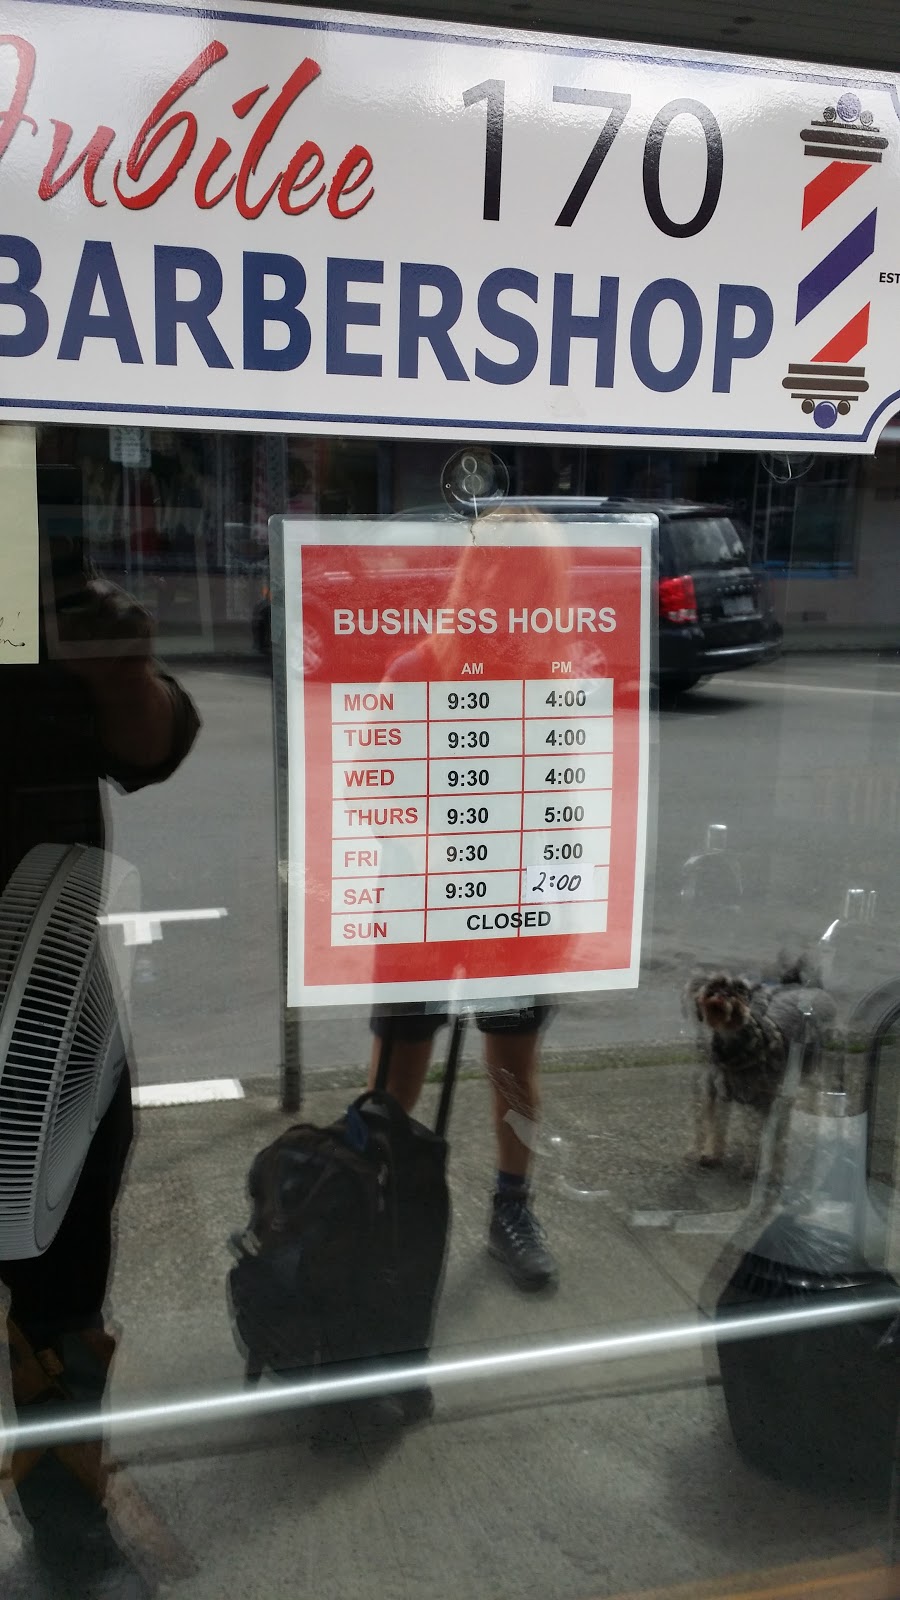 Jubilee 170
BARBERSHOP
EST
8
BUSINESS HOURS
AM PM
MON 9:30 4:00
TUES 9:30 4:00
WED 9:30 4:00
THURS 9:30 5:00
FRI 9:30 5:00
SAT 9:30 2:00
SUN CLOSED